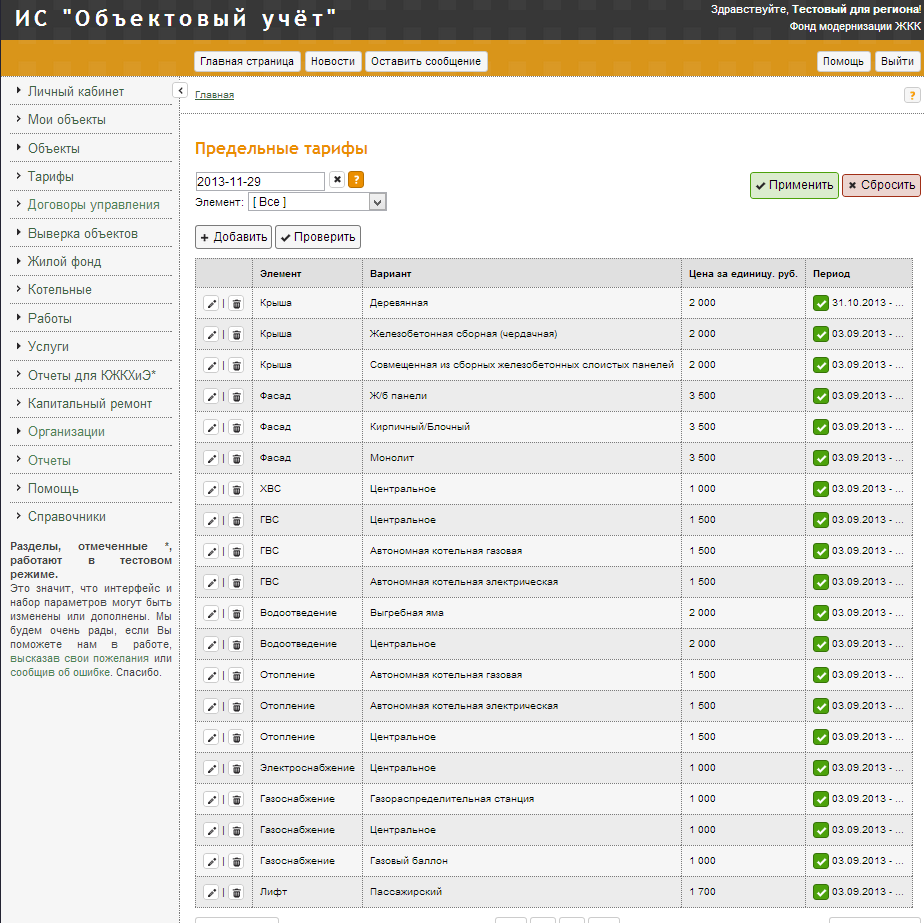 ИС "Объектовый учёт"
Здравствуйте, Тестовый для региона!
Фонд модернизации ЖКК
Главная страница Новости Оставить сообщение Помощь Выйти
Личный кабинет
Мои объекты
Объекты
Тарифы
Договоры управления
Выверка объектов
Жилой фонд
Котельные
Работы
Услуги
Отчеты для КЖКХиЭ*
Капитальный ремонт
Организации
Отчеты
Помощь
Справочники
Разделы, отмеченные *,
работают в тестовом
режиме.
Это значит, что интерфейс и
набор параметров могут быть
изменены или дополнены. Мы
будем очень рады, если Вы
поможете нам в работе,
высказав свои пожелания или
сообщив об ошибке. Спасибо.
Главная ?
Предельные тарифы
2013-11-29 ?
Элемент: [ Все ]
Применить Сбросить
+ Добавить Проверить
Элемент Вариант Цена за единицу. руб. Период
Крыша Деревянная 2 000 31.10.2013 - ...
Крыша Железобетонная сборная (чердачная) 2 000 03.09.2013 - ...
Крыша Совмещенная из сборных железобетонных слоистых панелей 2 000 03.09.2013 - ...
Фасад Ж/б панели 3 500 03.09.2013 - ...
Фасад Кирпичный/Блочный 3 500 03.09.2013 - ...
Фасад Монолит 3 500 03.09.2013 - ...
ХВС Центральное 1 000 03.09.2013 - ...
ГВС Центральное 1 500 03.09.2013 - ...
ГВС Автономная котельная газовая 1 500 03.09.2013 - ...
ГВС Автономная котельная электрическая 1 500 03.09.2013 - ...
Водоотведение Выгребная яма 2 000 03.09.2013 - ...
Водоотведение Центральное 2 000 03.09.2013 - ...
Отопление Автономная котельная газовая 1 500 03.09.2013 - ...
Отопление Автономная котельная электрическая 1 500 03.09.2013 - ...
Отопление Центральное 1 500 03.09.2013 - ...
Электроснабжение Центральное 1 000 03.09.2013 - ...
Газоснабжение Газораспределительная станция 1 000 03.09.2013 - ...
Газоснабжение Центральное 1 000 03.09.2013 - ...
Газоснабжение Газовый баллон 1 000 03.09.2013 - ...
Лифт Пассажирский 1 700 03.09.2013 - ...